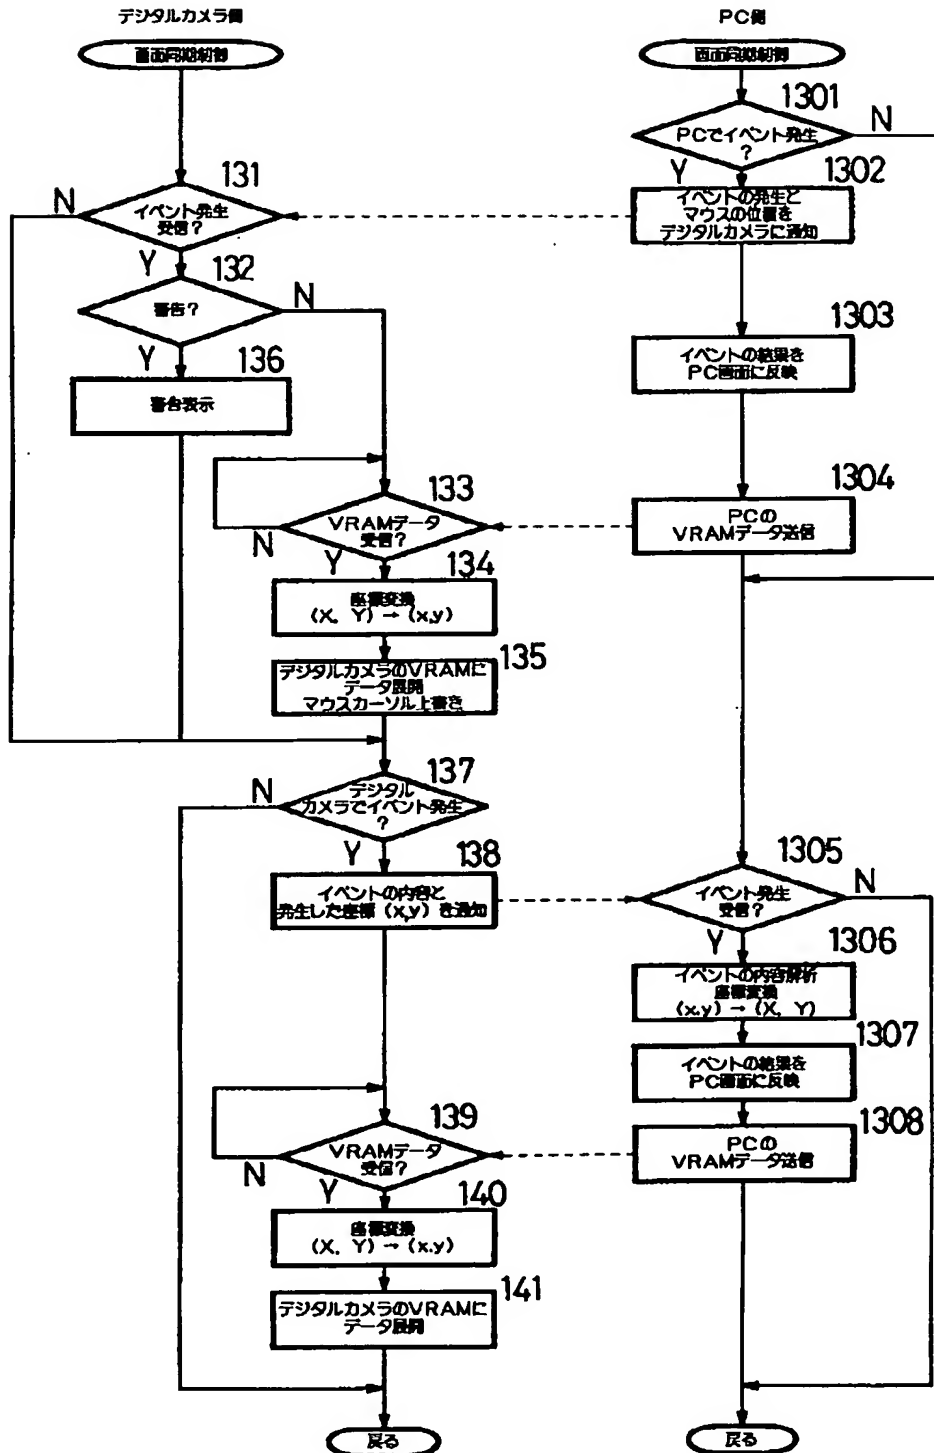 デジタルカメラ側
画面同期制御
131
N
イベント発生
受信?
Y
132
警告?
N
Y
136
警告表示
133
VRAMデータ
受信?
N
Y
134
座標変換
(X, Y) → (x,y)
135
デジタルカメラのVRAMに
データ展開
マウスカーソル上書き
137
N
デジタル
カメラでイベント発生
?
Y
138
イベントの内容と
発生した座標 (x,y) を通知
139
VRAMデータ
受信?
N
Y
140
座標変換
(X, Y) → (x.y)
141
デジタルカメラのVRAMに
データ展開
戻る
PC側
画面同期制御
1301
N
PCでイベント発生
?
Y
1302
イベントの発生と
マウスの位置を
デジタルカメラに通知
1303
イベントの結果を
PC画面に反映
1304
PCの
VRAMデータ送信
1305
N
イベント発生
受信?
Y
1306
イベントの内容解析
座標変換
(x.y) → (X, Y)
1307
イベントの結果を
PC画面に反映
1308
PCの
VRAMデータ送信
戻る